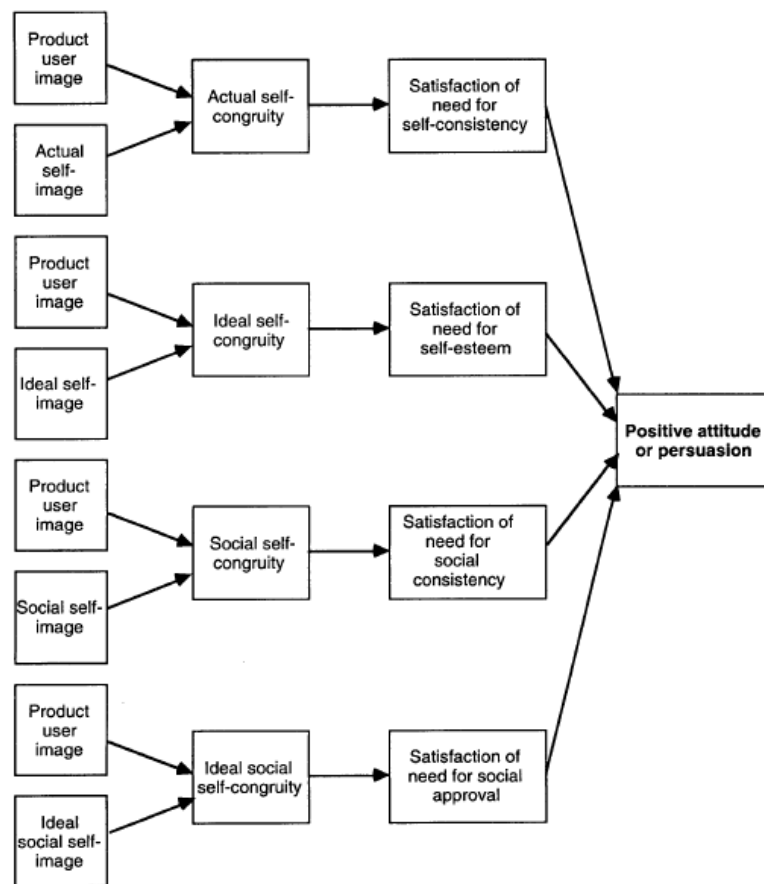 Product
user
image
Actual self-
congruity
Satisfaction of
need for
self-consistency
Actual
self-
image
Product
user
image
Ideal self-
congruity
Satisfaction of
need for
self-esteem
Ideal self-
image
Positive attitude
or persuasion
Product
user
image
Social self-
congruity
Satisfaction of
need for
social
consistency
Social self-
image
Product
user
image
Ideal social
self-congruity
Satisfaction of
need for social
approval
Ideal
social self-
image